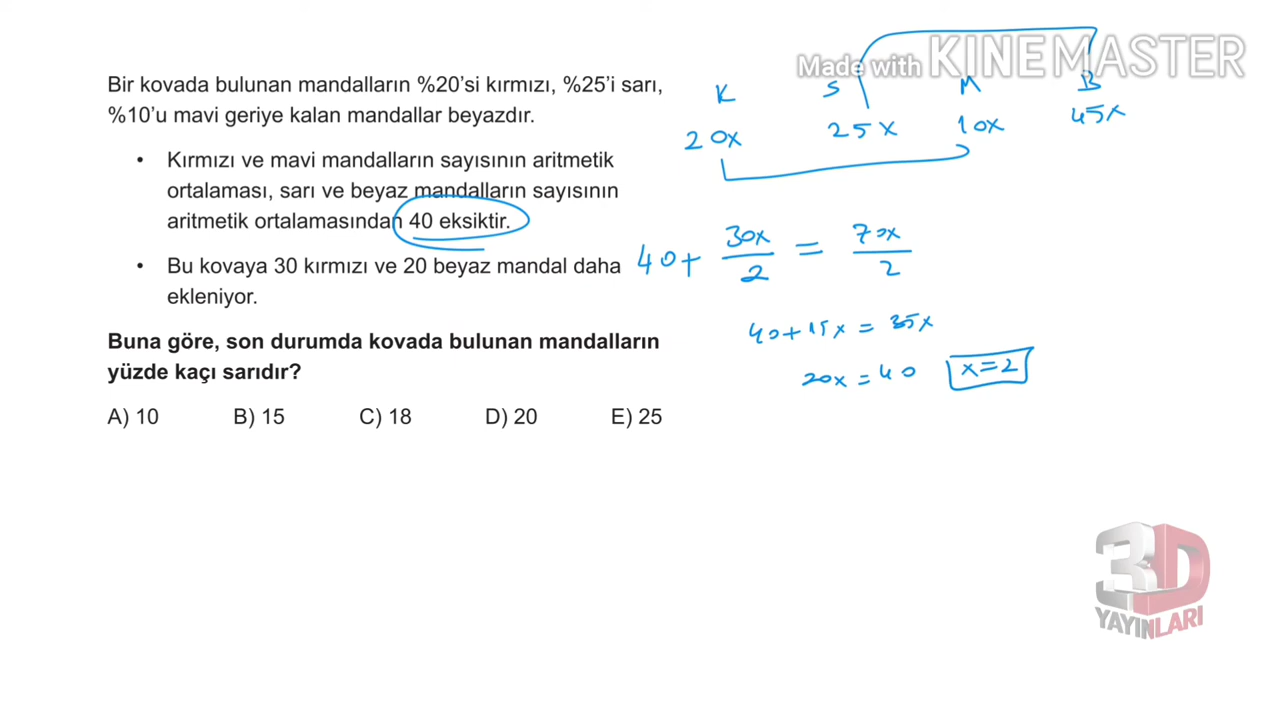 Made with KINEMASTER
Bir kovada bulunan mandalların %20'si kırmızı, %25'i sarı,
%10'u mavi geriye kalan mandallar beyazdır.
• Kırmızı ve mavi mandalların sayısının aritmetik
ortalaması, sarı ve beyaz mandalların sayısının
aritmetik ortalamasından 40 eksiktir.
• Bu kovaya 30 kırmızı ve 20 beyaz mandal daha
ekleniyor.
Buna göre, son durumda kovada bulunan mandalların
yüzde kaçı sarıdır?
A) 10 B) 15 C) 18 D) 20 E) 25
K S M B
20x 25x 10x 45x
40+ 30x/2 = 70x/2
40+15x = 35x
20x = 40 x=2
3D
YAYINLARI